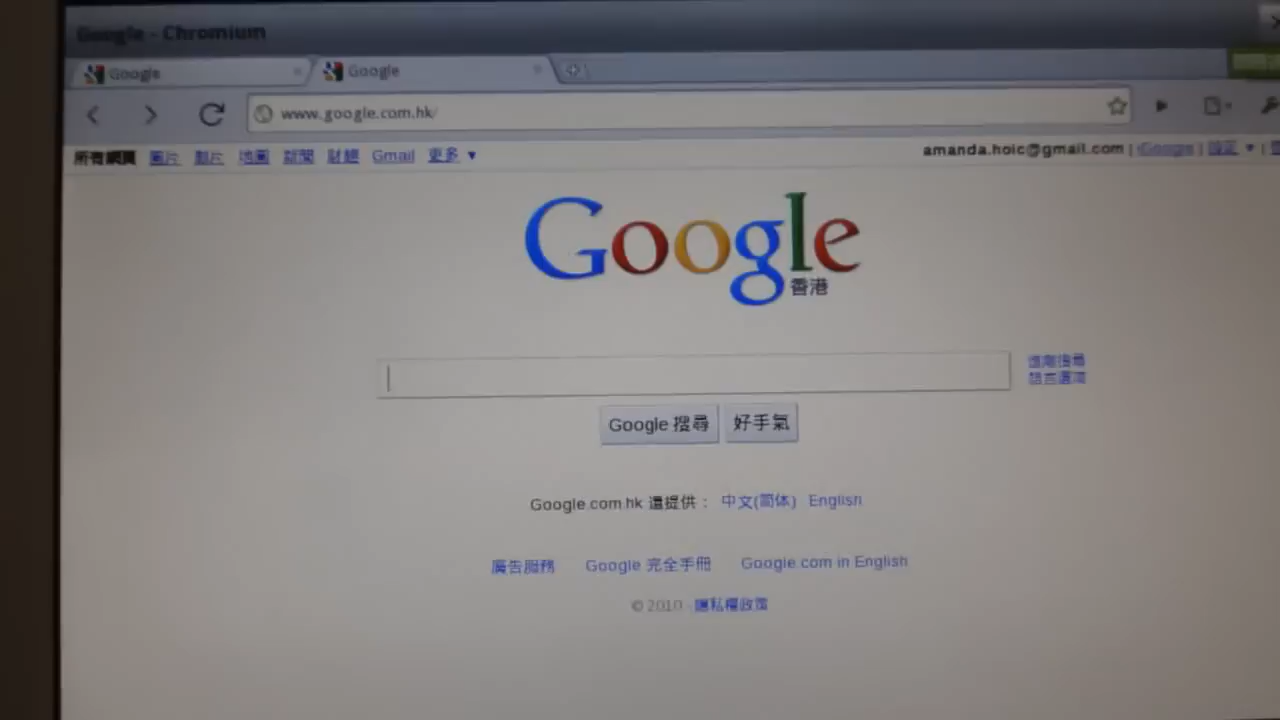 Google - Chromium
Google
Google
www.google.com.hk/
所有網頁 圖片 影片 地圖 新聞 財經 Gmail 更多 ▼
amanda.hoic@gmail.com | iGoogle | 設定 ▼ |
Google
香港
進階搜尋
語言選項
Google 搜尋 好手氣
Google.com.hk 還提供： 中文(简体) English
廣告服務 Google 完全手冊 Google.com in English
© 2010 - 隱私權政策